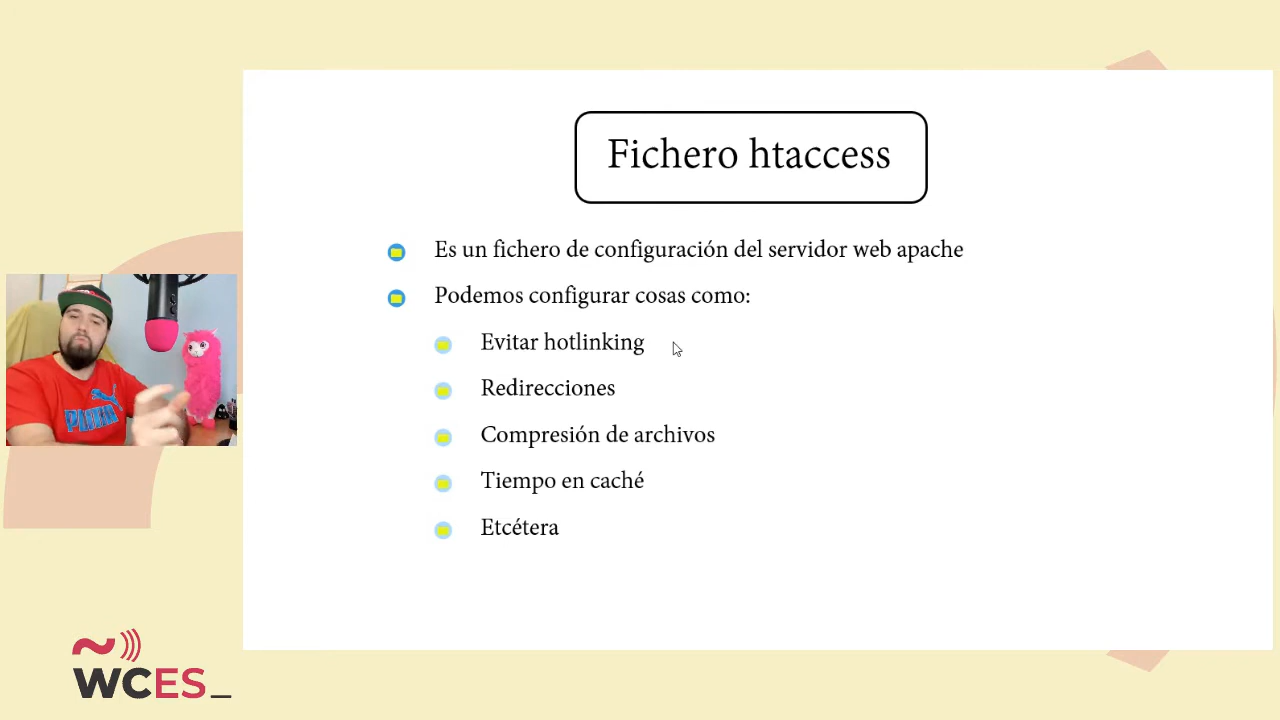 Fichero htaccess
Es un fichero de configuración del servidor web apache
Podemos configurar cosas como:
Evitar hotlinking
Redirecciones
Compresión de archivos
Tiempo en caché
Etcétera
WCES_